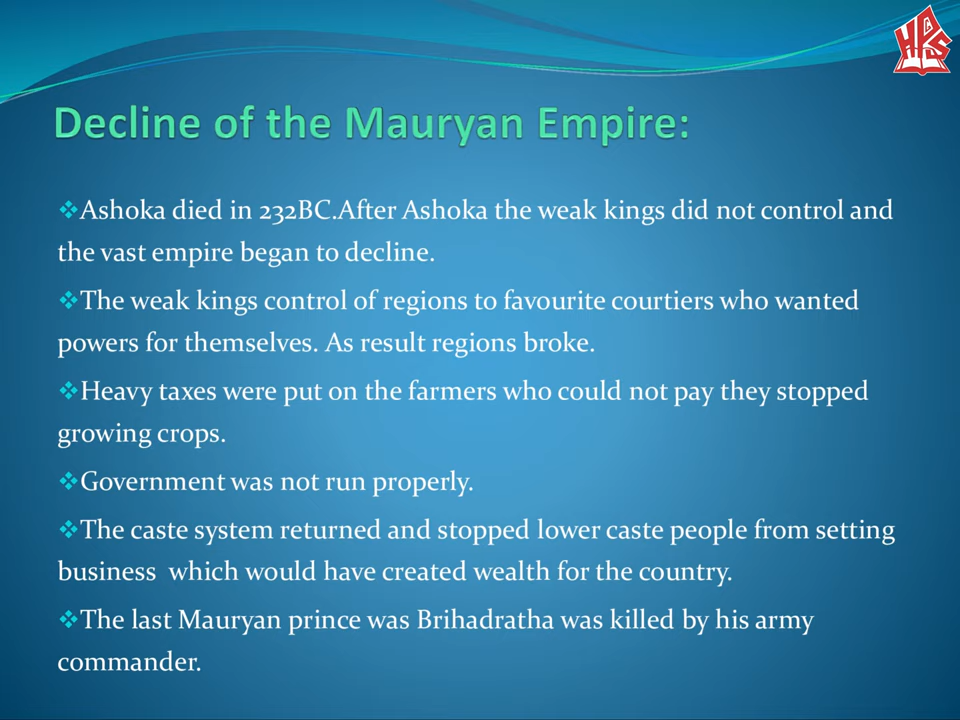 Decline of the Mauryan Empire:
Ashoka died in 232BC.After Ashoka the weak kings did not control and
the vast empire began to decline.
The weak kings control of regions to favourite courtiers who wanted
powers for themselves. As result regions broke.
Heavy taxes were put on the farmers who could not pay they stopped
growing crops.
Government was not run properly.
The caste system returned and stopped lower caste people from setting
business which would have created wealth for the country.
The last Mauryan prince was Brihadratha was killed by his army
commander.